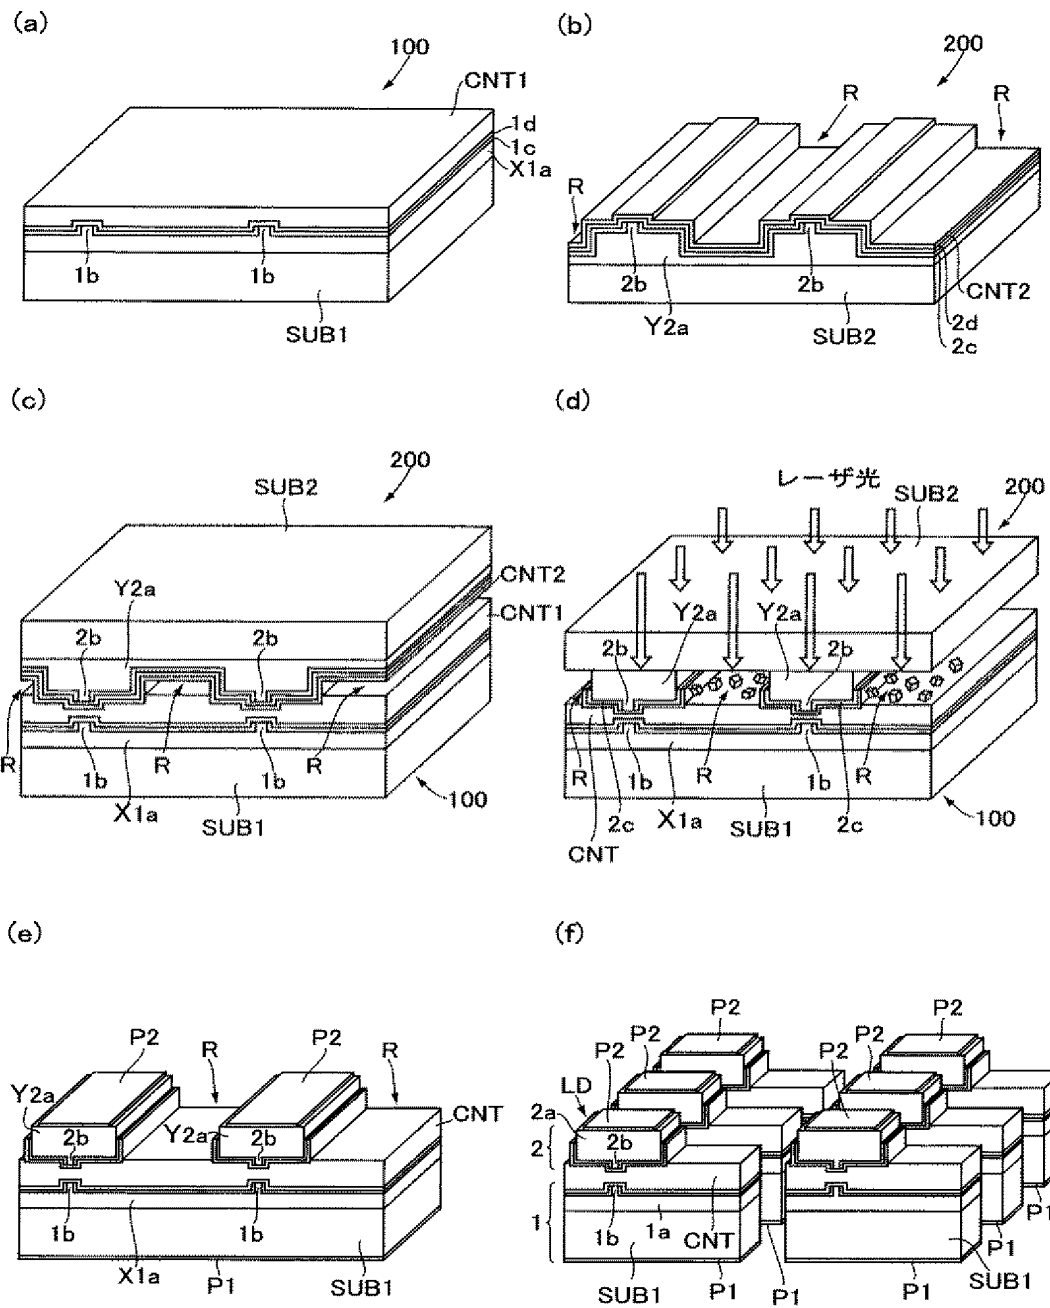 (a)
100
CNT1
1d
1c
X1a
1b
1b
SUB1
(b)
200
R
R
R
2b
2b
CNT2
Y2a
SUB2
2d
2c
(c)
200
SUB2
Y2a
CNT2
CNT1
2b
2b
R
R
R
1b
1b
100
X1a
SUB1
(d)
レーザ光
SUB2
200
Y2a
Y2a
2b
2b
R
R
R
1b
1b
100
2c
X1a
SUB1
2c
CNT
(e)
P2
P2
R
R
Y2a
CNT
2b
Y2a
2b
1b
1b
X1a
P1
SUB1
(f)
P2
P2
P2
P2
P2
P2
LD
2a
2b
2
1
1b
1a
CNT
SUB1
P1
P1
P1
P1
SUB1
P1